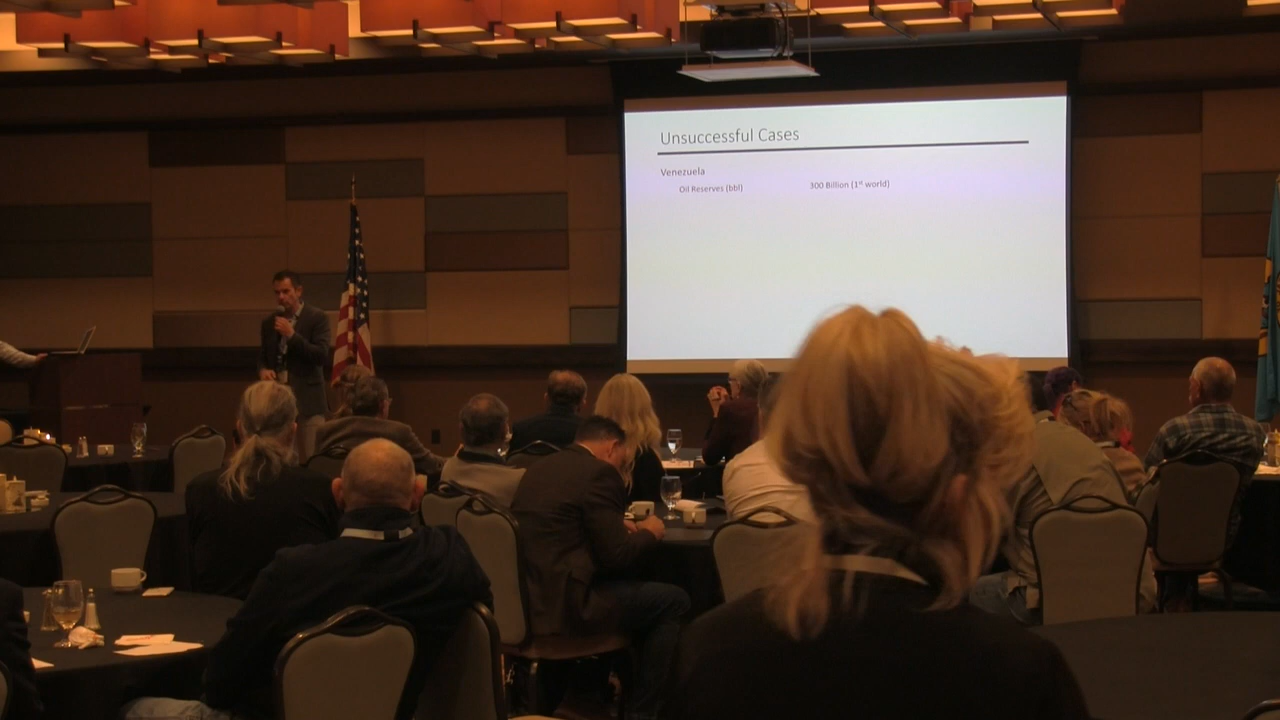 Unsuccessful Cases
Venezuela
Oil Reserves (bbl) 300 Billion (1st world)